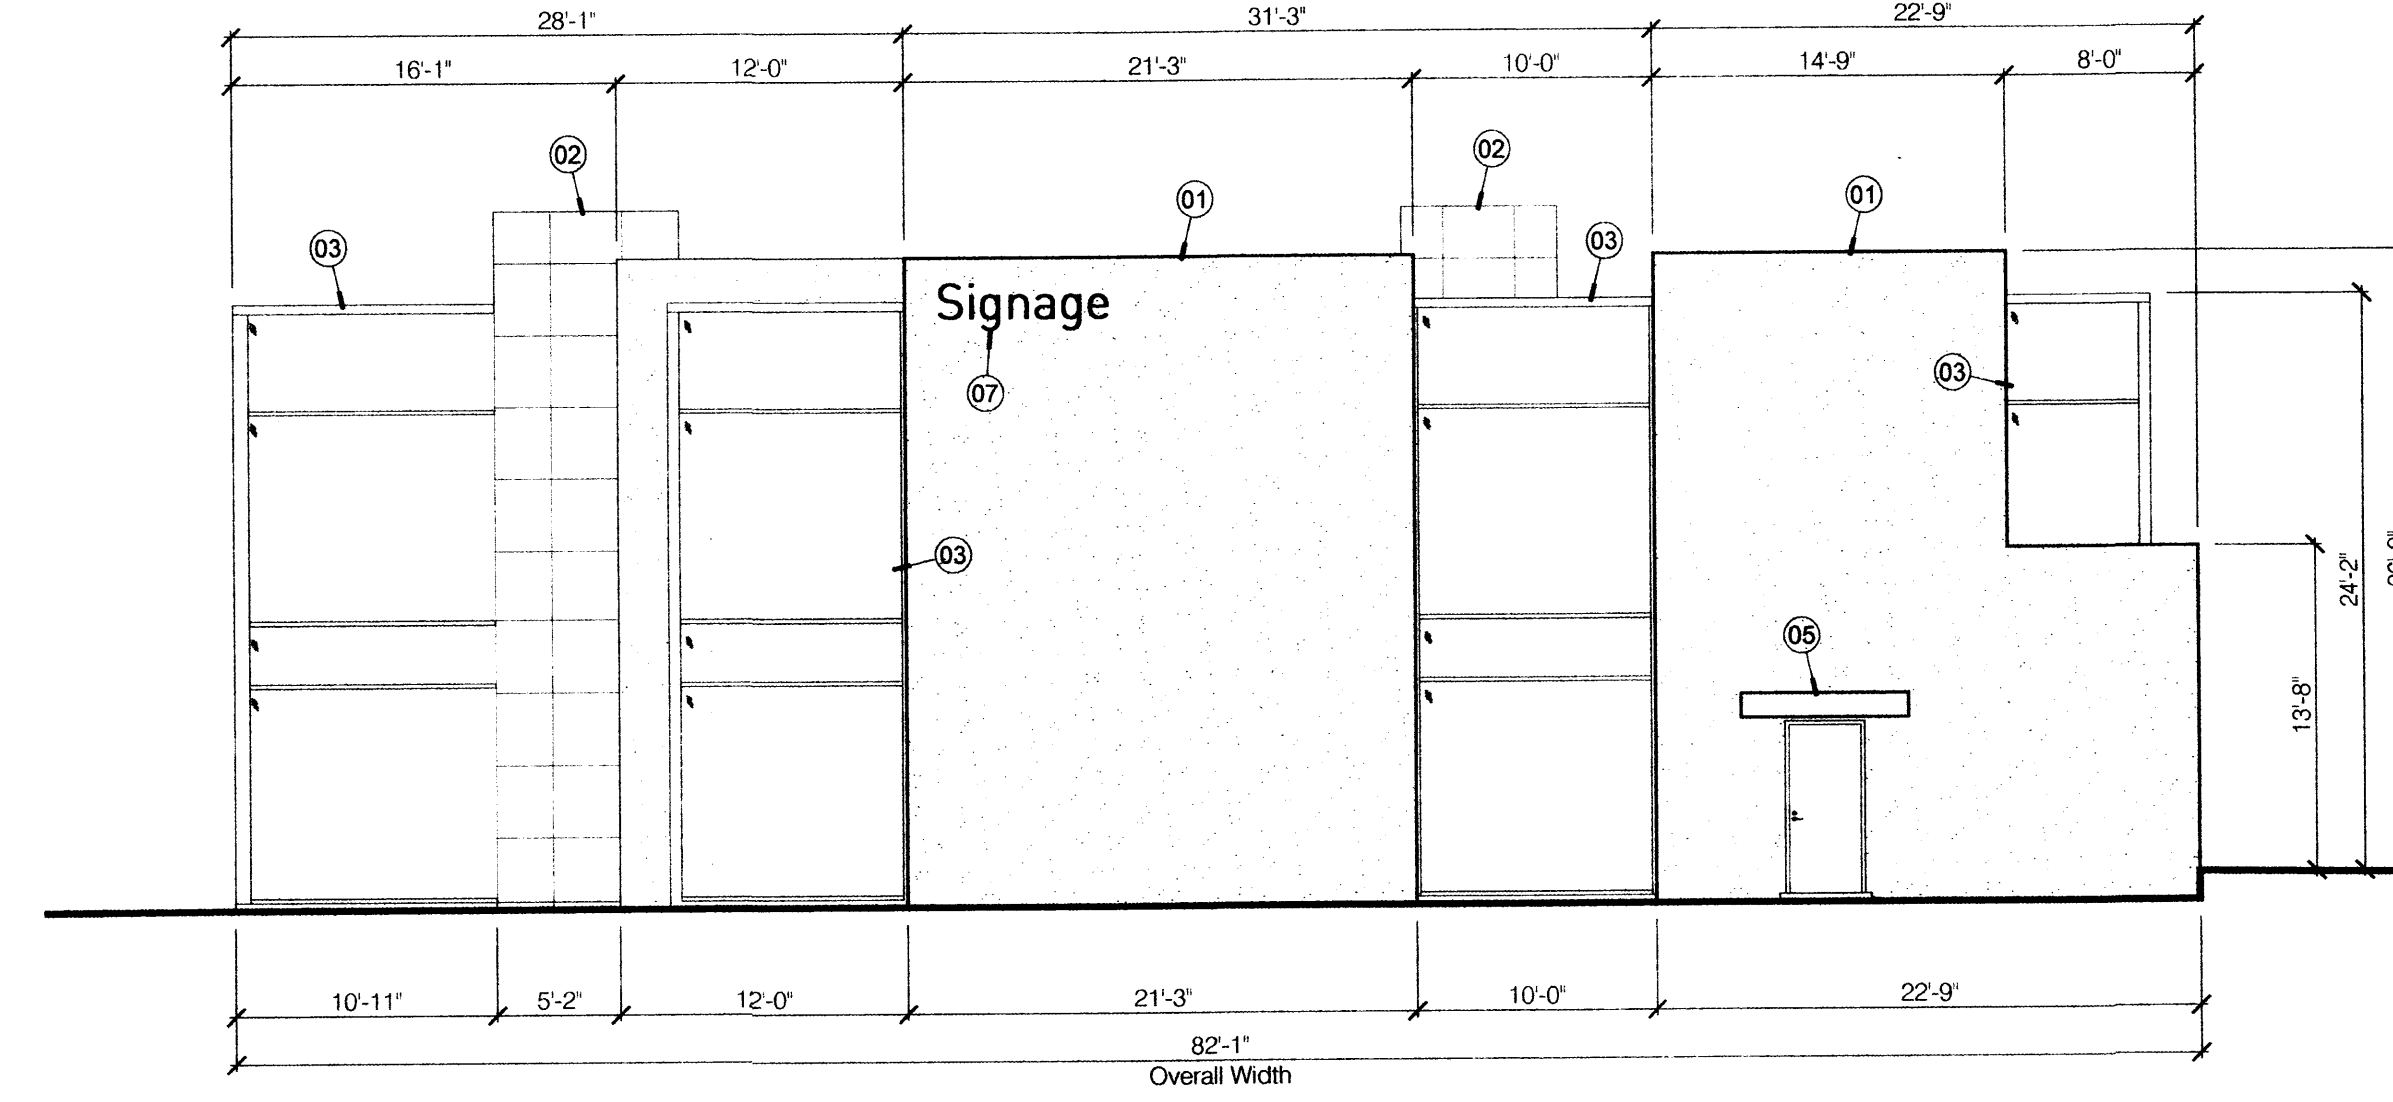 28'-1" 31'-3" 22'-9"
16'-1" 12'-0" 21'-3" 10'-0" 14'-9" 8'-0"
02 02
01 01
03 03
Signage
03
07
03
24'-2"
05
13'-8"
10'-11" 5'-2" 12'-0" 21'-3" 10'-0" 22'-9"
82'-1"
Overall Width